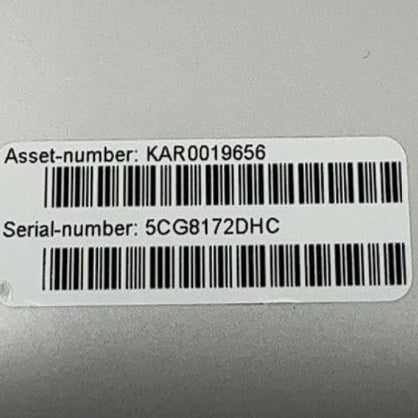 Asset-number: KAR0019656
Serial-number: 5CG8172DHC